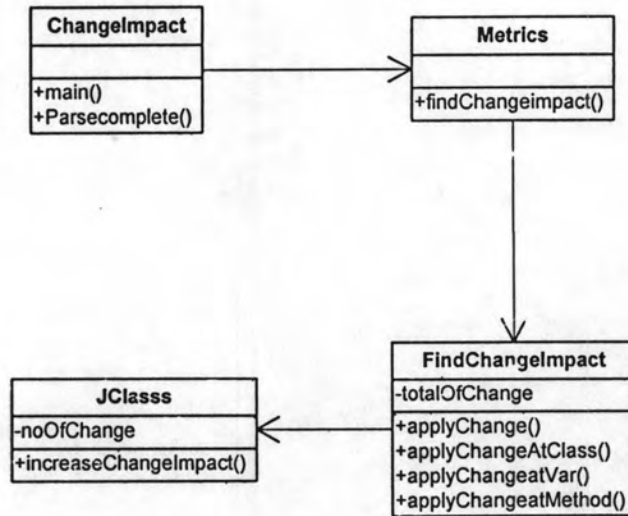 ChangeImpact
+main()
+Parsecomplete()
Metrics
+findChangeimpact()
FindChangeImpact
-totalOfChange
+applyChange()
+applyChangeAtClass()
+applyChangeatVar()
+applyChangeatMethod()
JClasss
-noOfChange
+increaseChangeImpact()